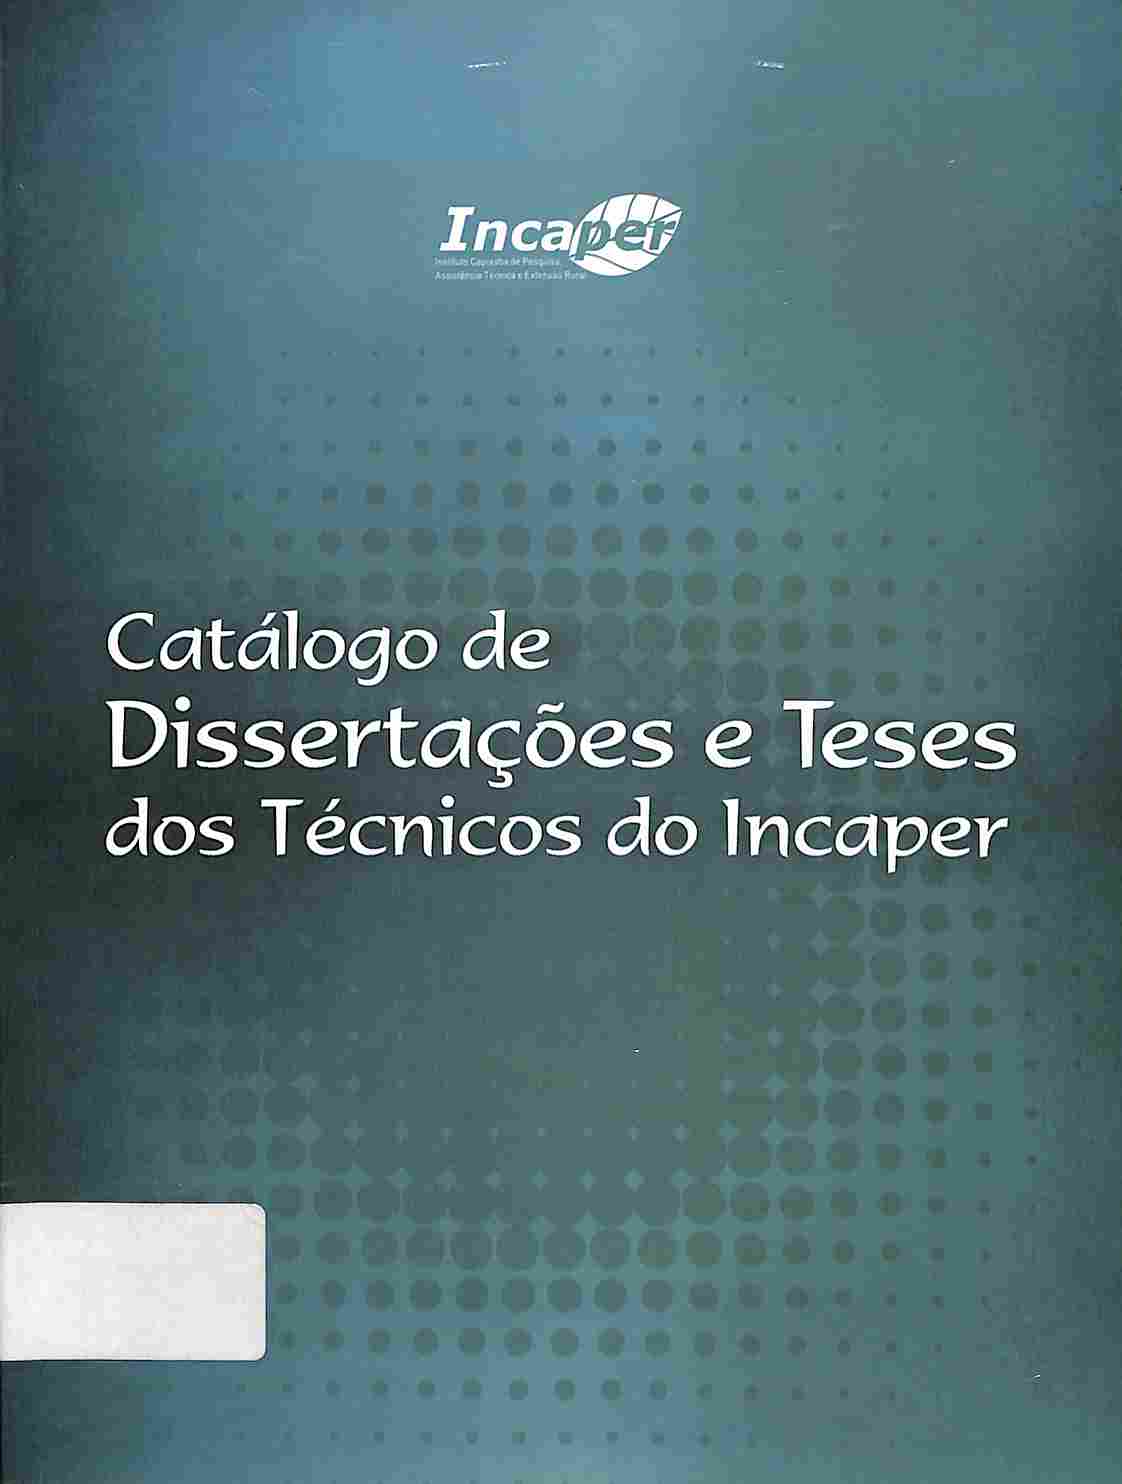 Incaper
Instituto Capixaba de Pesquisa,
Assistência Técnica e Extensão Rural
Catálogo de
Dissertações e Teses
dos Técnicos do Incaper